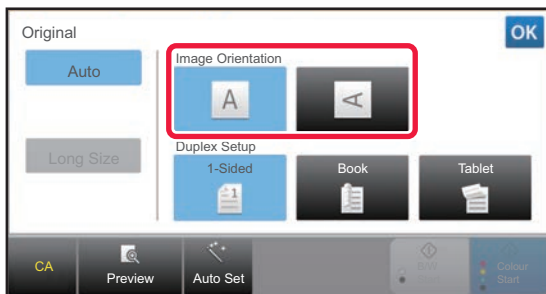 Original
OK
Auto
Image Orientation
A
A
Long Size
Duplex Setup
1-Sided
Book
Tablet
1
CA
Preview
Auto Set
B/W
Start
Colour
Start